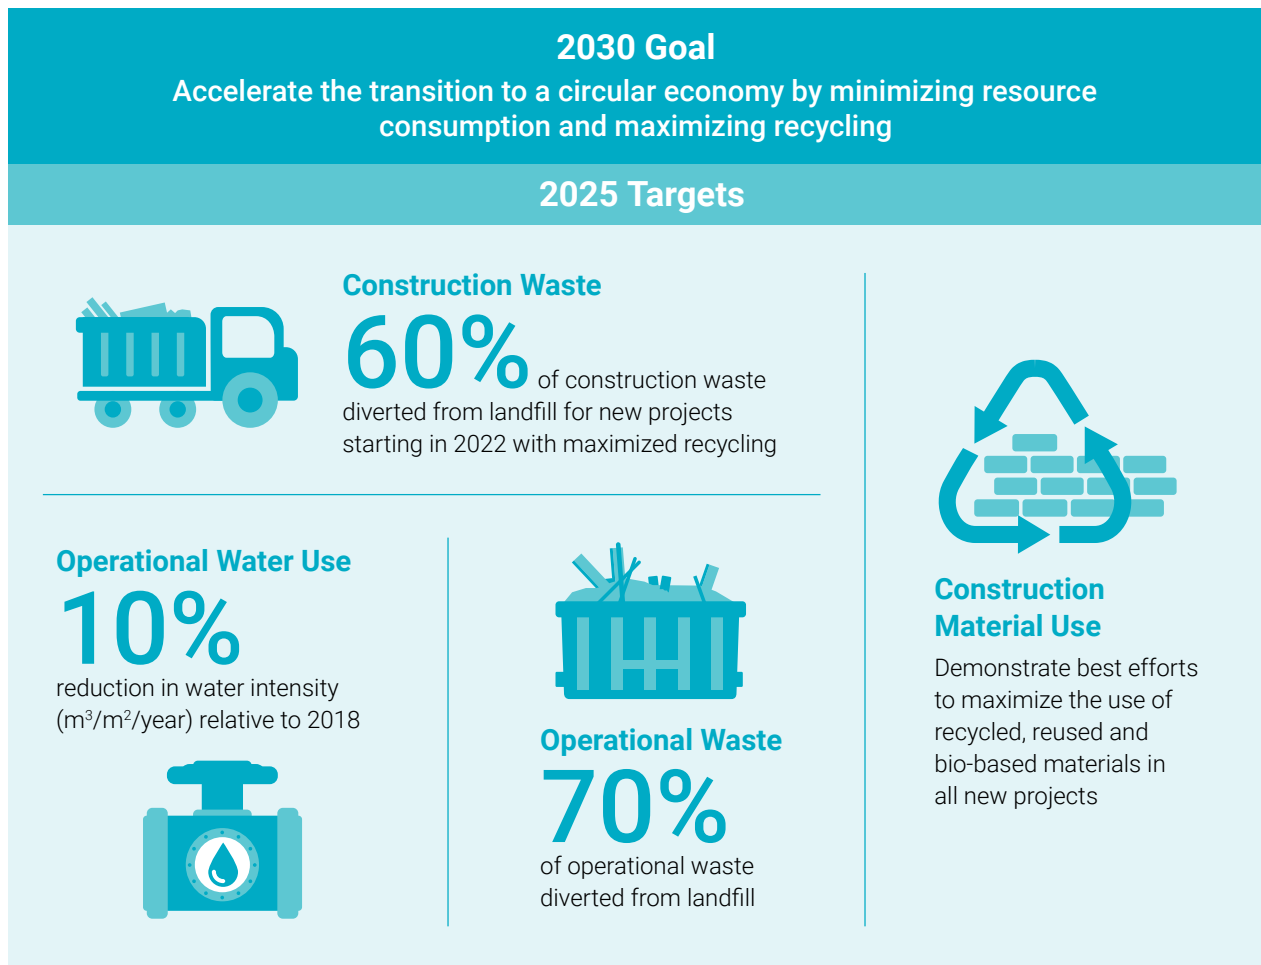 2030 Goal
Accelerate the transition to a circular economy by minimizing resource
consumption and maximizing recycling
2025 Targets
Construction Waste
60% of construction waste
diverted from landfill for new projects
starting in 2022 with maximized recycling
Operational Water Use
10%
reduction in water intensity
(m³/m²/year) relative to 2018
Operational Waste
70%
of operational waste
diverted from landfill
Construction
Material Use
Demonstrate best efforts
to maximize the use of
recycled, reused and
bio-based materials in
all new projects